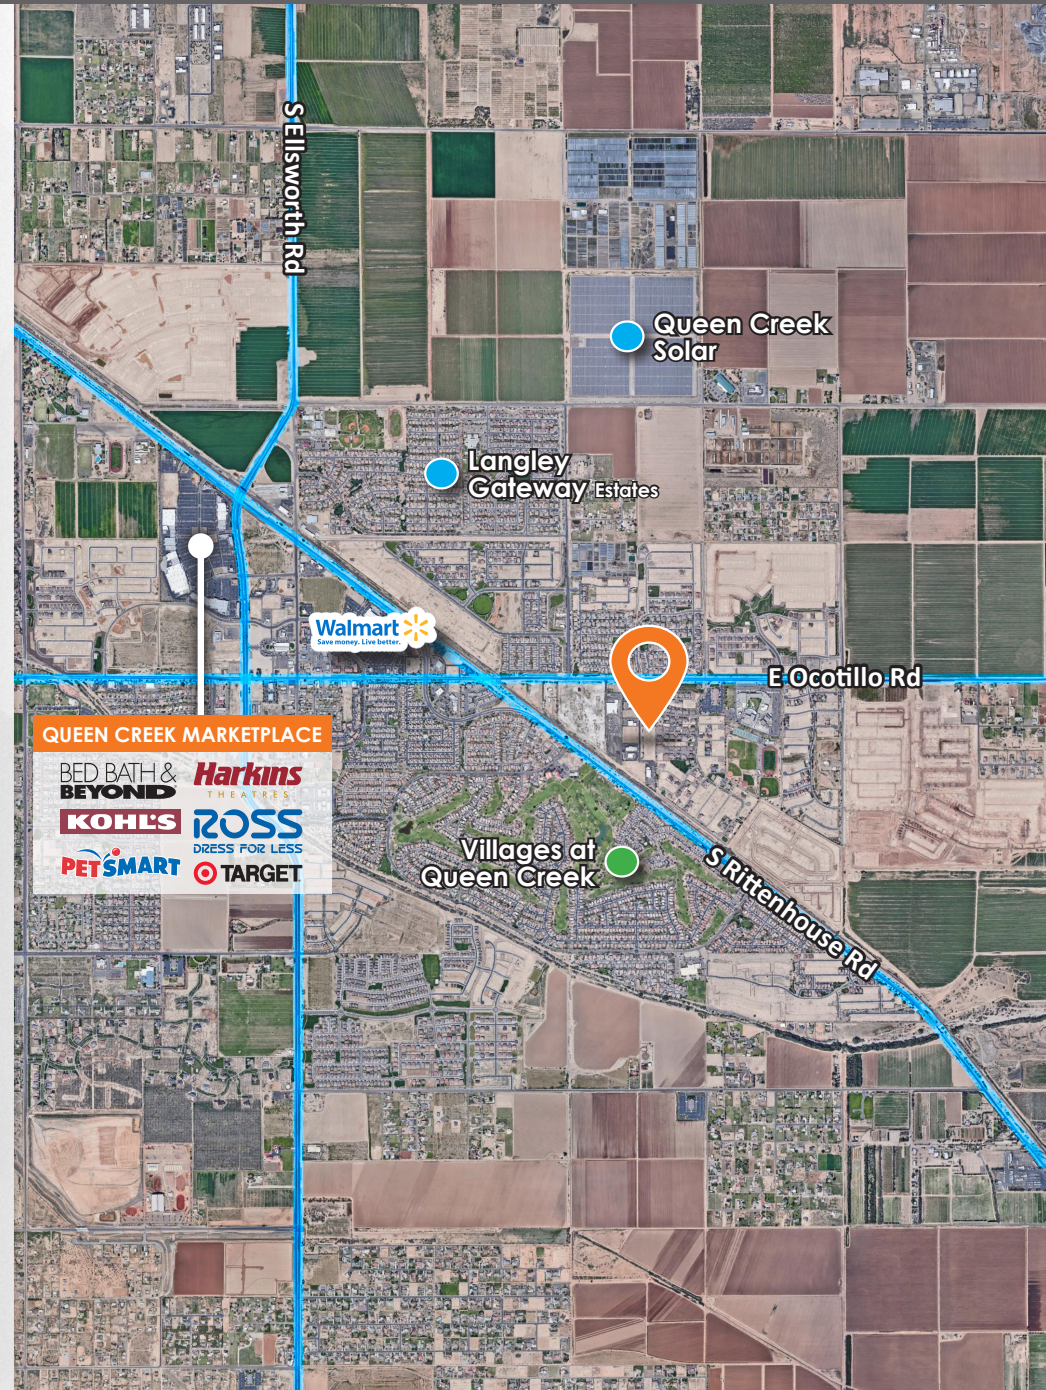 S Ellsworth Rd
Queen Creek
Solar
Langley
Gateway Estates
Walmart
Save money. Live better.
E Ocotillo Rd
QUEEN CREEK MARKETPLACE
BED BATH &
BEYOND
Harkins
THEATRES
KOHL'S
ROSS
DRESS FOR LESS
PETSMART
TARGET
Villages at
Queen Creek
S Rittenhouse Rd